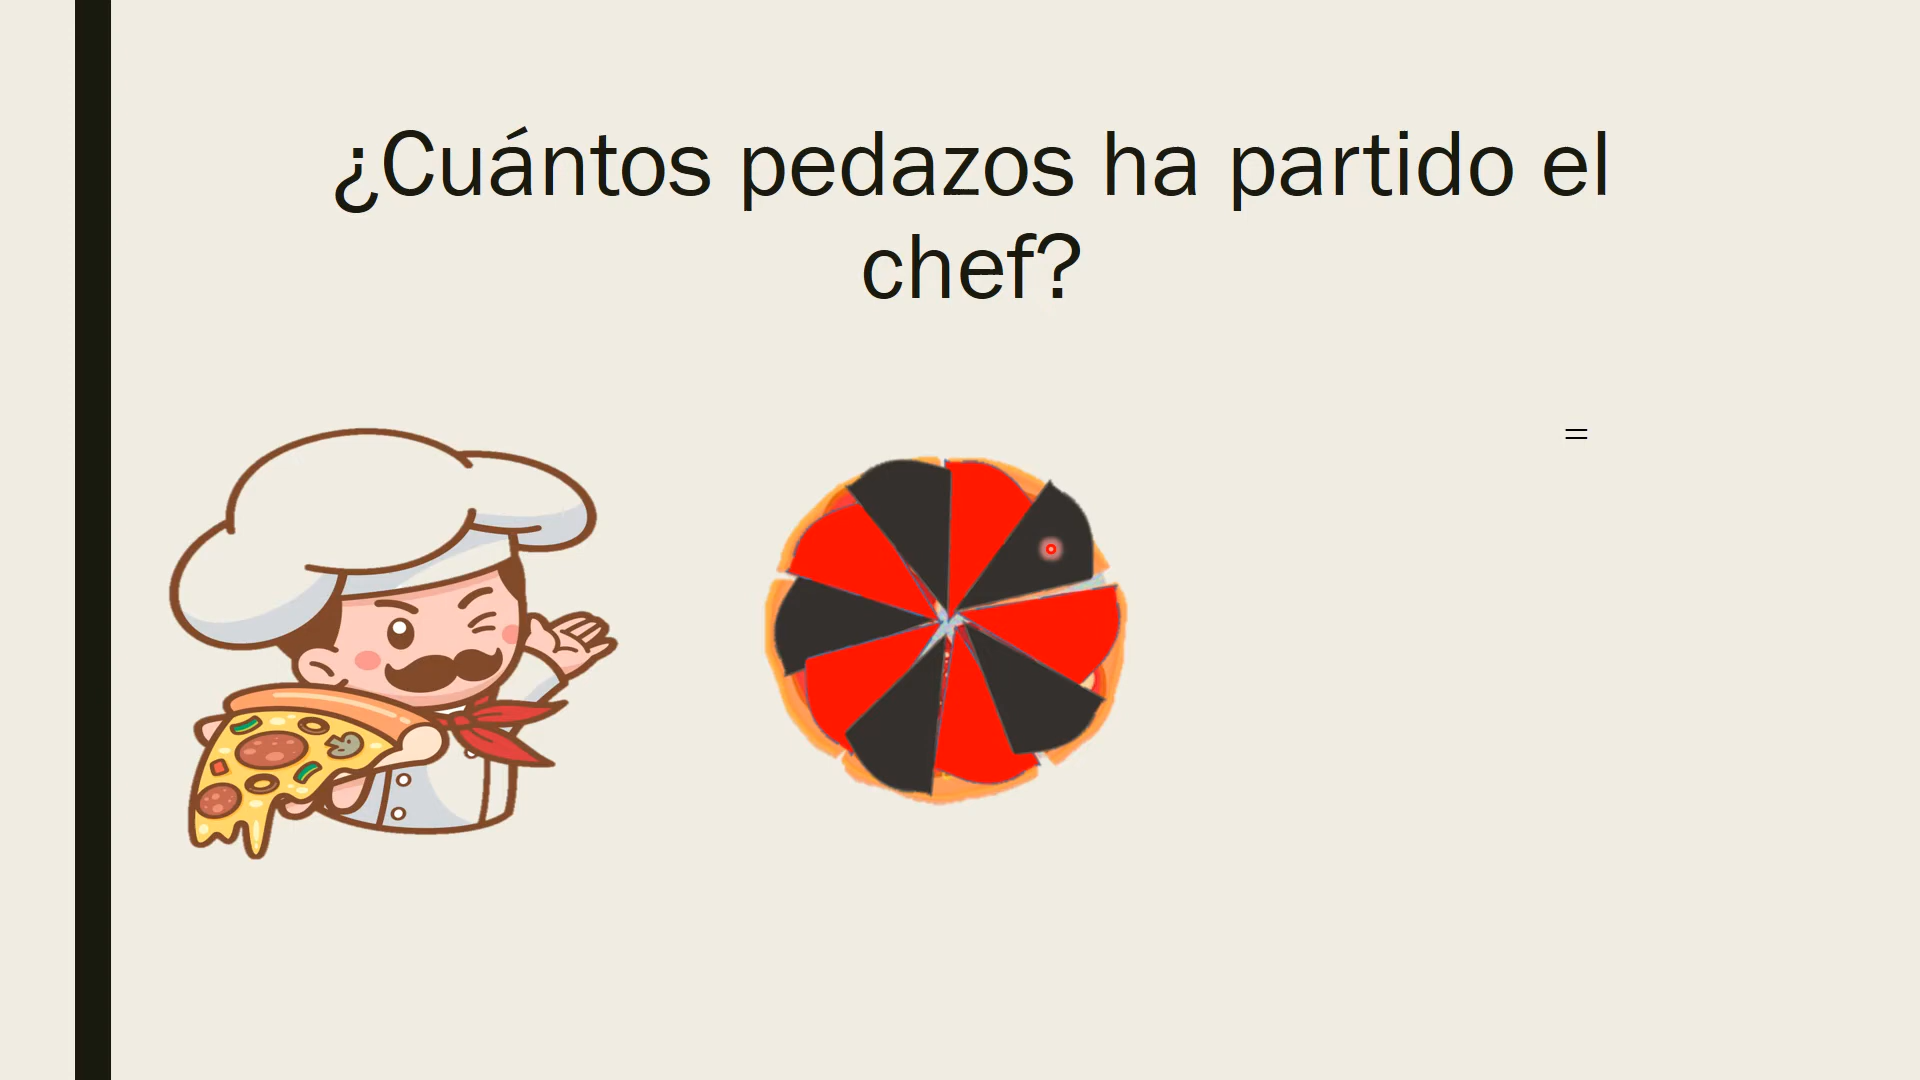 ¿Cuántos pedazos ha partido el
chef?
=